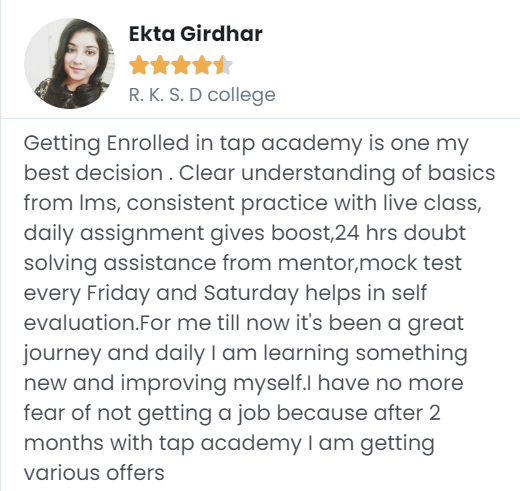 Ekta Girdhar
R. K. S. D college
Getting Enrolled in tap academy is one my
best decision . Clear understanding of basics
from lms, consistent practice with live class,
daily assignment gives boost,24 hrs doubt
solving assistance from mentor,mock test
every Friday and Saturday helps in self
evaluation.For me till now it's been a great
journey and daily I am learning something
new and improving myself.I have no more
fear of not getting a job because after 2
months with tap academy I am getting
various offers